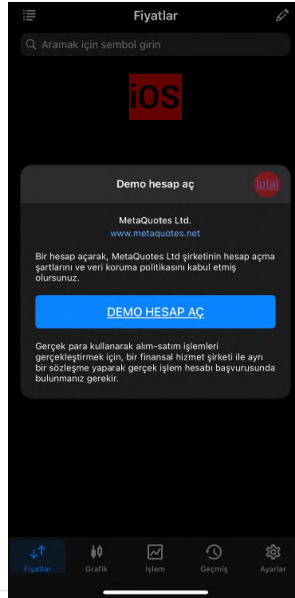 Fiyatlar
Aramak için sembol girin
iOS
Demo hesap aç
İptal
MetaQuotes Ltd.
www.metaquotes.net
Bir hesap açarak, MetaQuotes Ltd şirketinin hesap açma
şartlarını ve veri koruma politikasını kabul etmiş
olursunuz.
DEMO HESAP AÇ
Gerçek para kullanarak alım-satım işlemleri
gerçekleştirmek için, bir finansal hizmet şirketi ile ayrı
bir sözleşme yaparak gerçek işlem hesabı başvurusunda
bulunmanız gerekir.
Fiyatlar Grafik İşlem Geçmiş Ayarlar